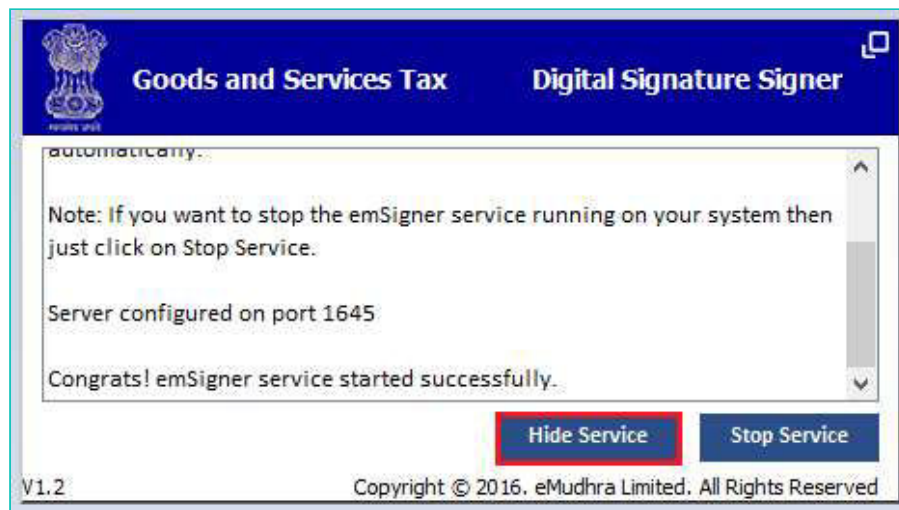 Goods and Services Tax
Digital Signature Signer
automatically.
Note: If you want to stop the emSigner service running on your system then
just click on Stop Service.
Server configured on port 1645
Congrats! emSigner service started successfully.
Hide Service
Stop Service
V1.2
Copyright © 2016. eMudhra Limited. All Rights Reserved